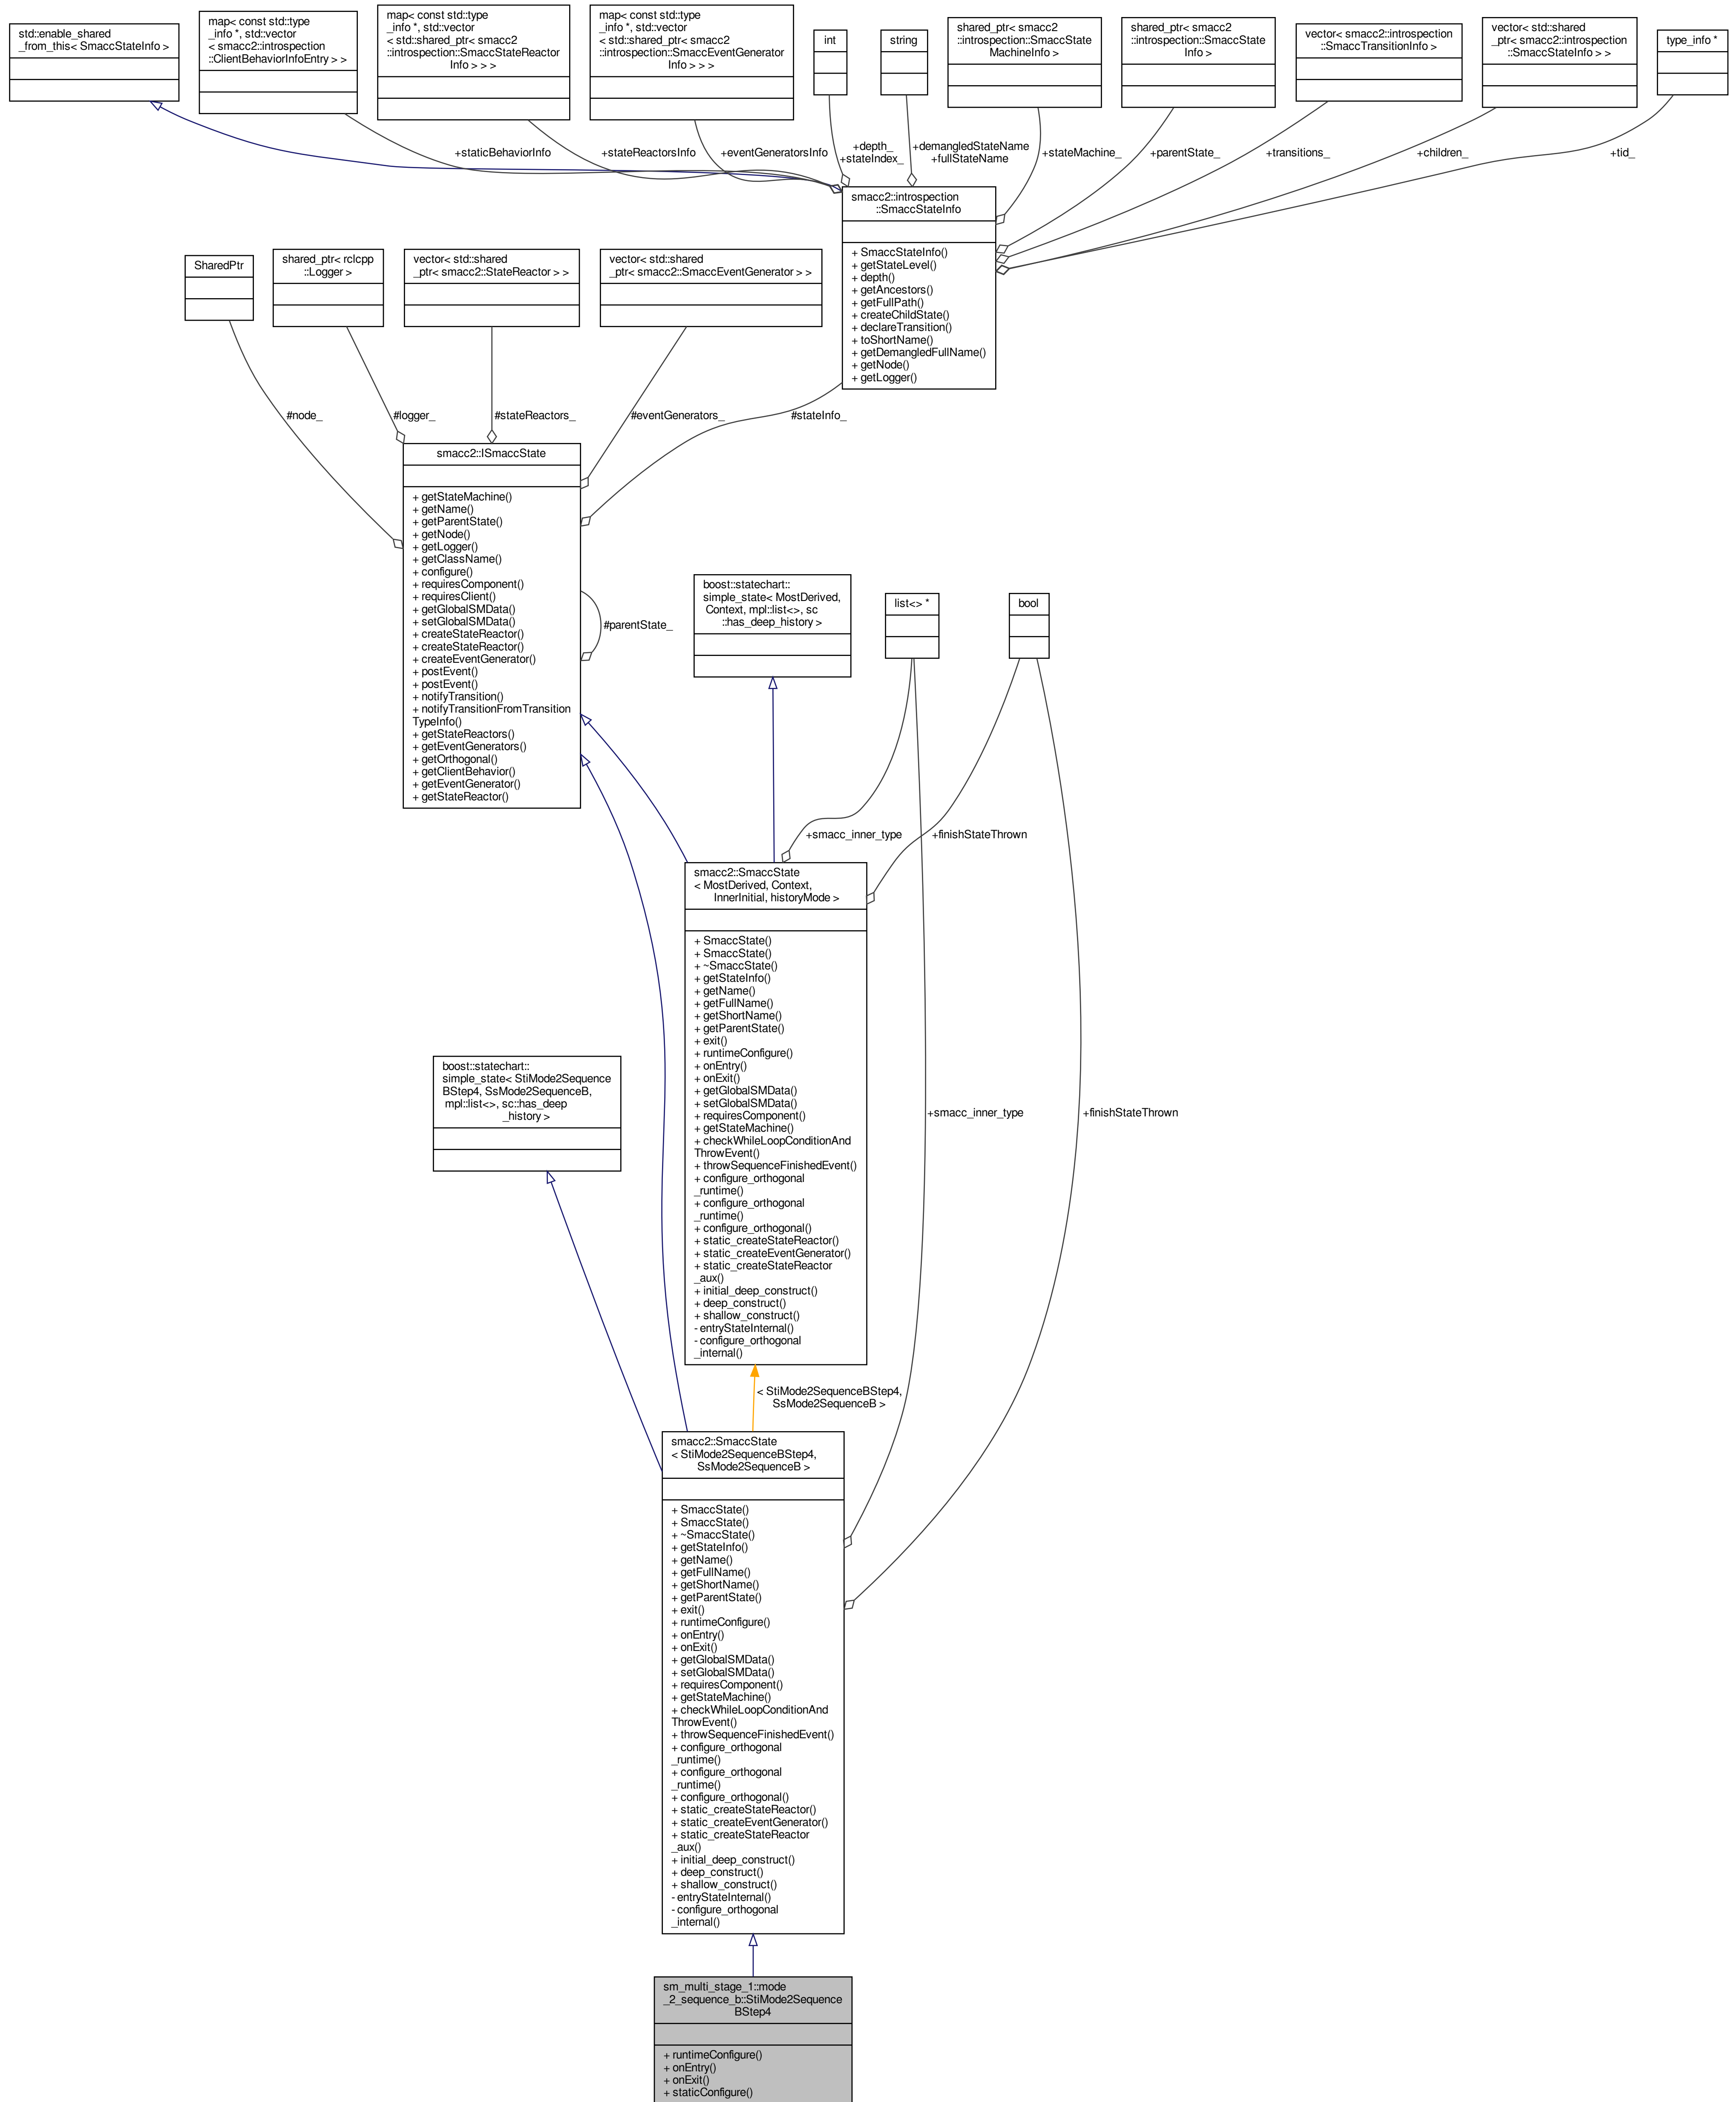 std::enable_shared
_from_this< SmaccStateInfo >
map< const std::type
_info *, std::vector
< smacc2::introspection
::ClientBehaviorInfoEntry > >
map< const std::type
_info *, std::vector
< std::shared_ptr< smacc2
::introspection::SmaccStateReactor
Info > > >
map< const std::type
_info *, std::vector
< std::shared_ptr< smacc2
::introspection::SmaccEventGenerator
Info > > >
int
string
shared_ptr< smacc2
::introspection::SmaccState
MachineInfo >
shared_ptr< smacc2
::introspection::SmaccState
Info >
vector< smacc2::introspection
::SmaccTransitionInfo >
vector< std::shared
_ptr< smacc2::introspection
::SmaccStateInfo > >
type_info *
+staticBehaviorInfo
+stateReactorsInfo
+eventGeneratorsInfo
+depth_
+stateIndex_
+demangledStateName
+fullStateName
+stateMachine_
+parentState_
+transitions_
+children_
+tid_
smacc2::introspection
::SmaccStateInfo
+ SmaccStateInfo()
+ getStateLevel()
+ depth()
+ getAncestors()
+ getFullPath()
+ createChildState()
+ declareTransition()
+ toShortName()
+ getDemangledFullName()
+ getNode()
+ getLogger()
SharedPtr
shared_ptr< rclcpp
::Logger >
vector< std::shared
_ptr< smacc2::StateReactor > >
vector< std::shared
_ptr< smacc2::SmaccEventGenerator > >
#node_
#logger_
#stateReactors_
#eventGenerators_
#stateInfo_
smacc2::ISmaccState
+ getStateMachine()
+ getName()
+ getParentState()
+ getNode()
+ getLogger()
+ getClassName()
+ configure()
+ requiresComponent()
+ requiresClient()
+ getGlobalSMData()
+ setGlobalSMData()
+ createStateReactor()
+ createStateReactor()
+ createEventGenerator()
+ postEvent()
+ postEvent()
+ notifyTransition()
+ notifyTransitionFromTransition
TypeInfo()
+ getStateReactors()
+ getEventGenerators()
+ getOrthogonal()
+ getClientBehavior()
+ getEventGenerator()
+ getStateReactor()
#parentState_
boost::statechart::
simple_state< MostDerived,
Context, mpl::list<>, sc
::has_deep_history >
list<> *
bool
+smacc_inner_type
+finishStateThrown
smacc2::SmaccState
< MostDerived, Context,
InnerInitial, historyMode >
+ SmaccState()
+ SmaccState()
+ ~SmaccState()
+ getStateInfo()
+ getName()
+ getFullName()
+ getShortName()
+ getParentState()
+ exit()
+ runtimeConfigure()
+ onEntry()
+ onExit()
+ getGlobalSMData()
+ setGlobalSMData()
+ requiresComponent()
+ getStateMachine()
+ checkWhileLoopConditionAnd
ThrowEvent()
+ throwSequenceFinishedEvent()
+ configure_orthogonal
_runtime()
+ configure_orthogonal
_runtime()
+ configure_orthogonal()
+ static_createStateReactor()
+ static_createEventGenerator()
+ static_createStateReactor
_aux()
+ initial_deep_construct()
+ deep_construct()
+ shallow_construct()
- entryStateInternal()
- configure_orthogonal
_internal()
boost::statechart::
simple_state< StiMode2Sequence
BStep4, SsMode2SequenceB,
mpl::list<>, sc::has_deep
_history >
+smacc_inner_type
+finishStateThrown
< StiMode2SequenceBStep4,
SsMode2SequenceB >
smacc2::SmaccState
< StiMode2SequenceBStep4,
SsMode2SequenceB >
+ SmaccState()
+ SmaccState()
+ ~SmaccState()
+ getStateInfo()
+ getName()
+ getFullName()
+ getShortName()
+ getParentState()
+ exit()
+ runtimeConfigure()
+ onEntry()
+ onExit()
+ getGlobalSMData()
+ setGlobalSMData()
+ requiresComponent()
+ getStateMachine()
+ checkWhileLoopConditionAnd
ThrowEvent()
+ throwSequenceFinishedEvent()
+ configure_orthogonal
_runtime()
+ configure_orthogonal
_runtime()
+ configure_orthogonal()
+ static_createStateReactor()
+ static_createEventGenerator()
+ static_createStateReactor
_aux()
+ initial_deep_construct()
+ deep_construct()
+ shallow_construct()
- entryStateInternal()
- configure_orthogonal
_internal()
sm_multi_stage_1::mode
_2_sequence_b::StiMode2Sequence
BStep4
+ runtimeConfigure()
+ onEntry()
+ onExit()
+ staticConfigure()